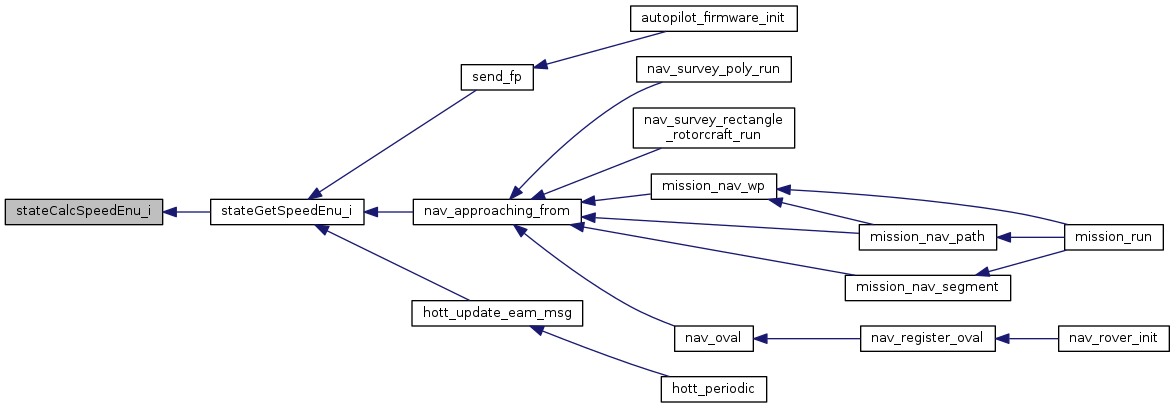 autopilot_firmware_init
send_fp
nav_survey_poly_run
nav_survey_rectangle
_rotorcraft_run
mission_nav_wp
stateCalcSpeedEnu_i
stateGetSpeedEnu_i
nav_approaching_from
mission_nav_path
mission_run
mission_nav_segment
hott_update_eam_msg
nav_oval
nav_register_oval
nav_rover_init
hott_periodic